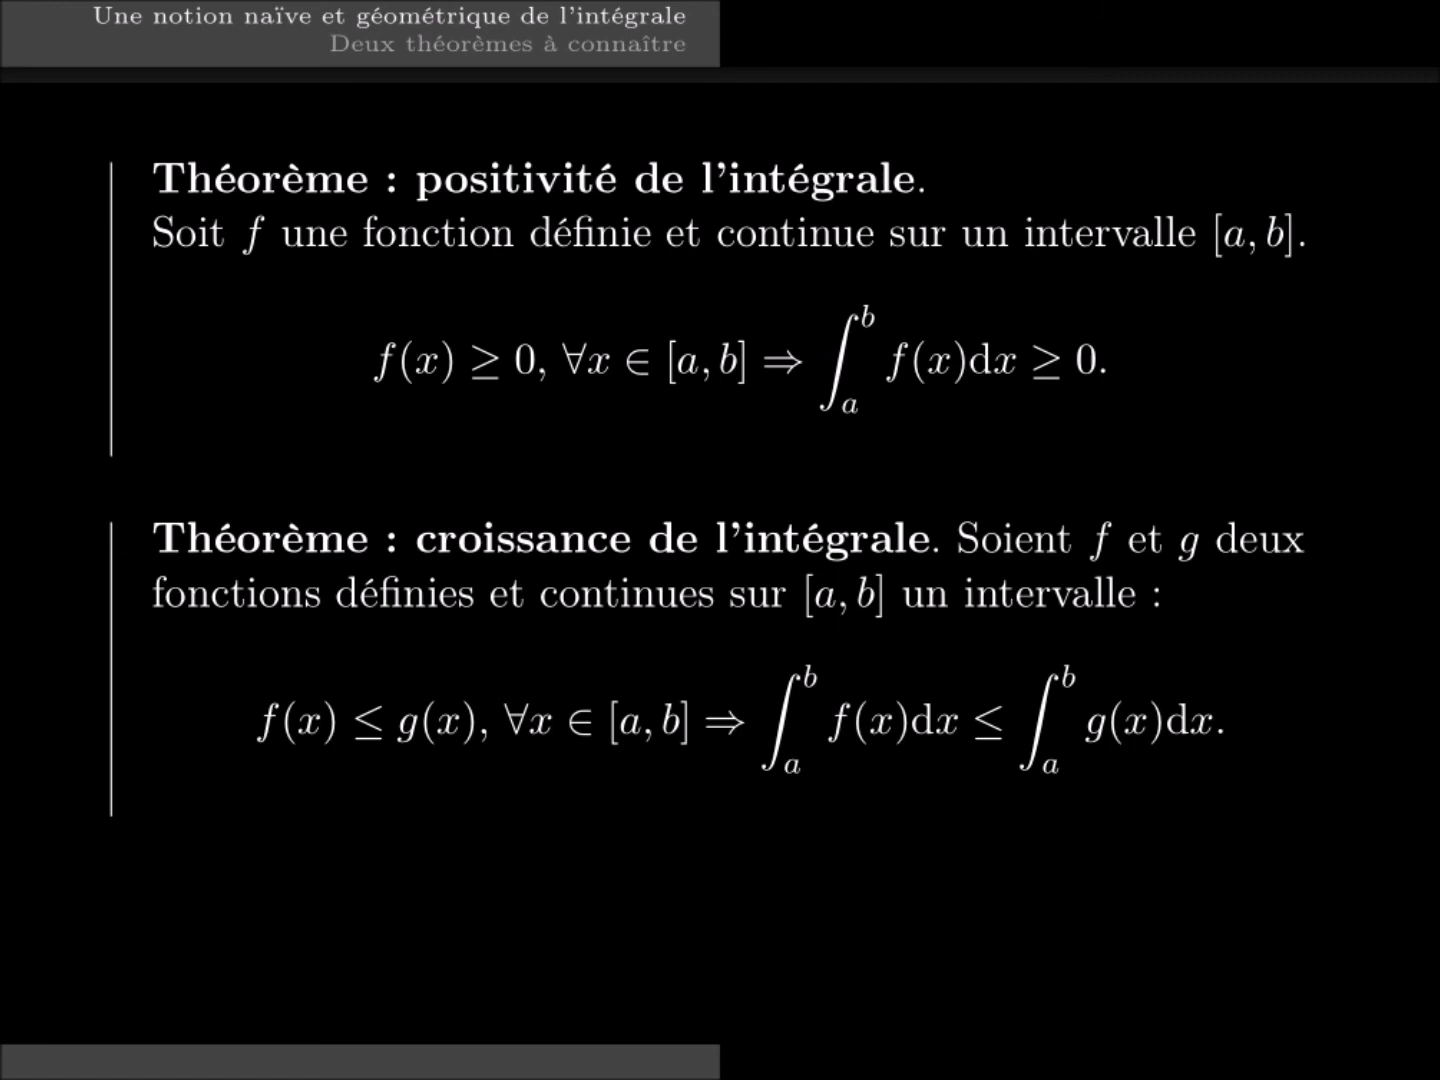 Une notion naïve et géométrique de l'intégrale
Deux théorèmes à connaître
Théorème : positivité de l'intégrale.
Soit f une fonction définie et continue sur un intervalle [a, b].
f(x) ≥ 0, ∀x ∈ [a, b] ⇒ ∫_a^b f(x)dx ≥ 0.
Théorème : croissance de l'intégrale. Soient f et g deux
fonctions définies et continues sur [a, b] un intervalle :
f(x) ≤ g(x), ∀x ∈ [a, b] ⇒ ∫_a^b f(x)dx ≤ ∫_a^b g(x)dx.